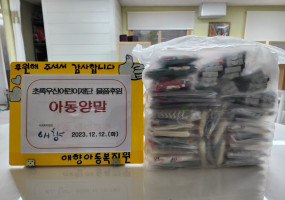 후원해 주셔서 감사합니다
초록우산어린이재단 물품후원
아동양말
2023.12.12.(화)
애향아동복지원